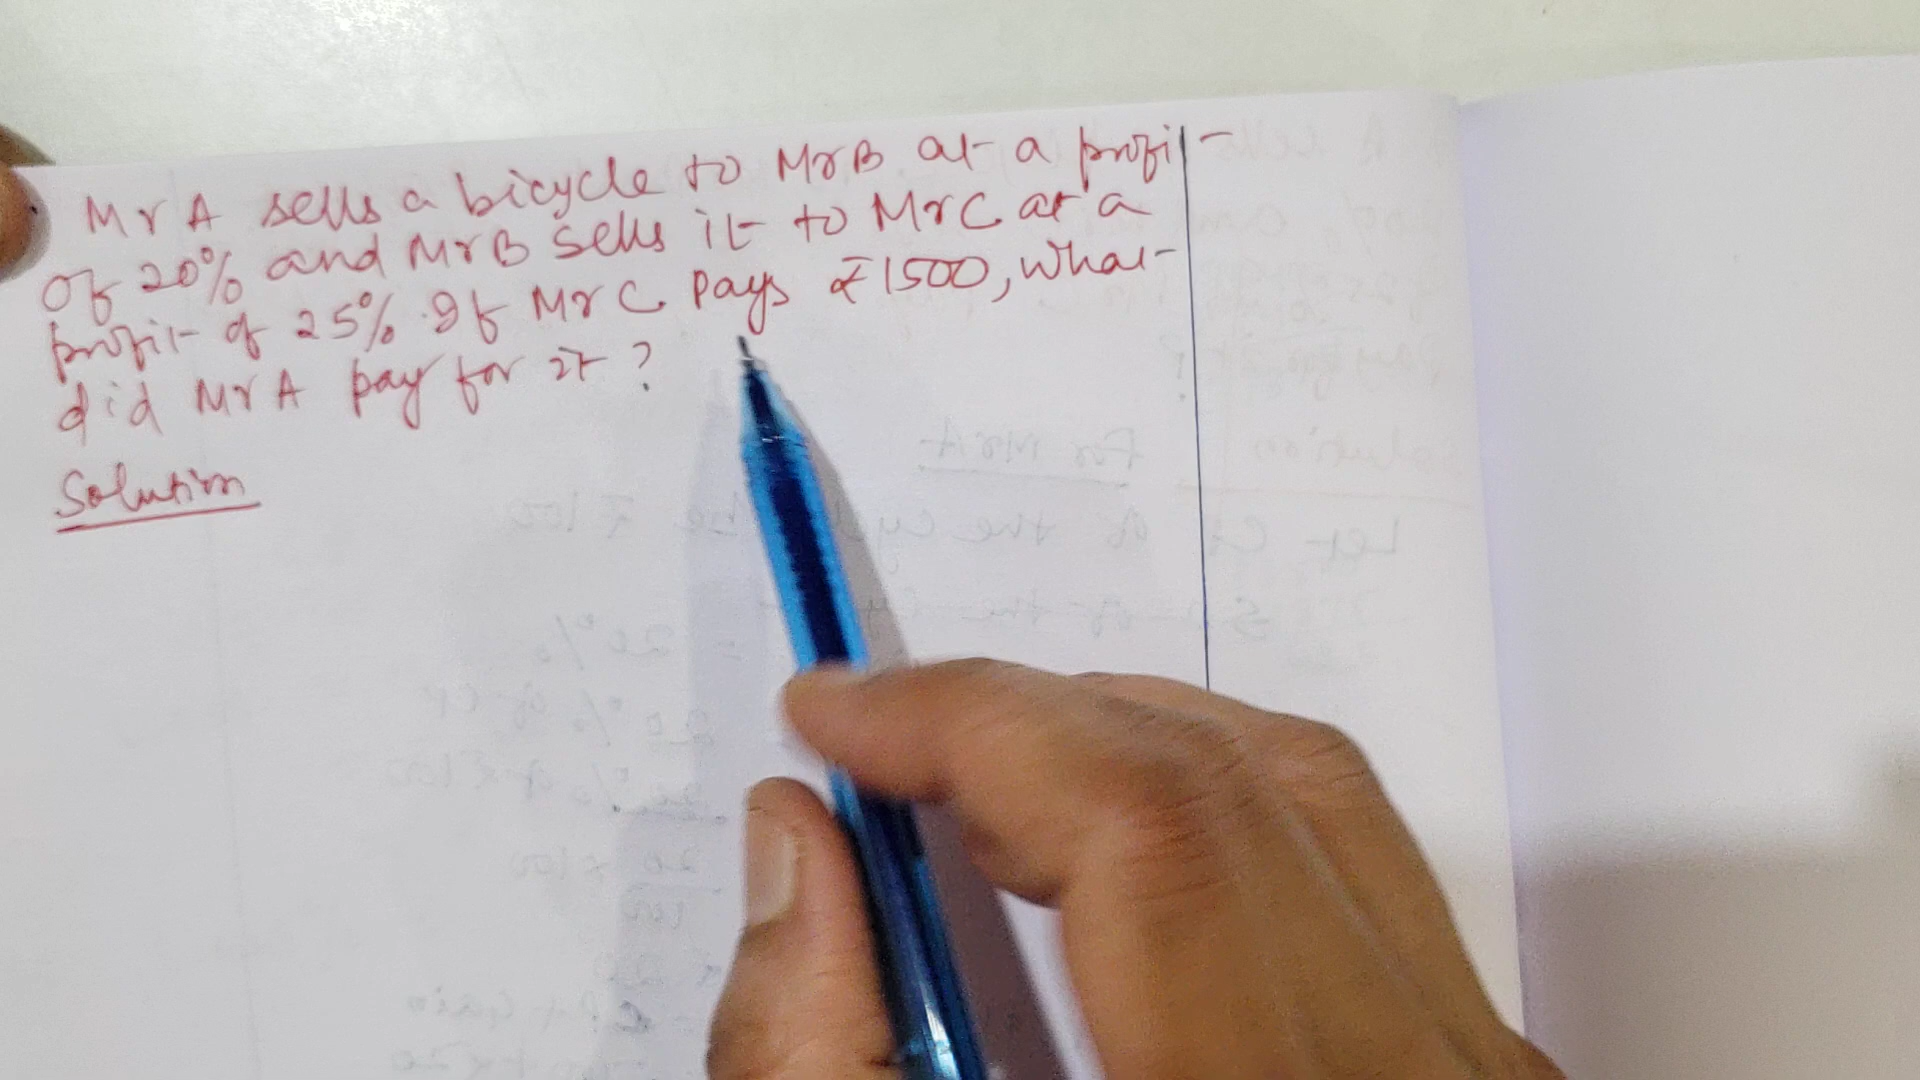 Mr A sells a bicycle to Mr B at a profit
Of 20% and Mr B sells it to Mr C at a
profit of 25%. If Mr C Pays ₹1500, What
did Mr A pay for it ?
Solution